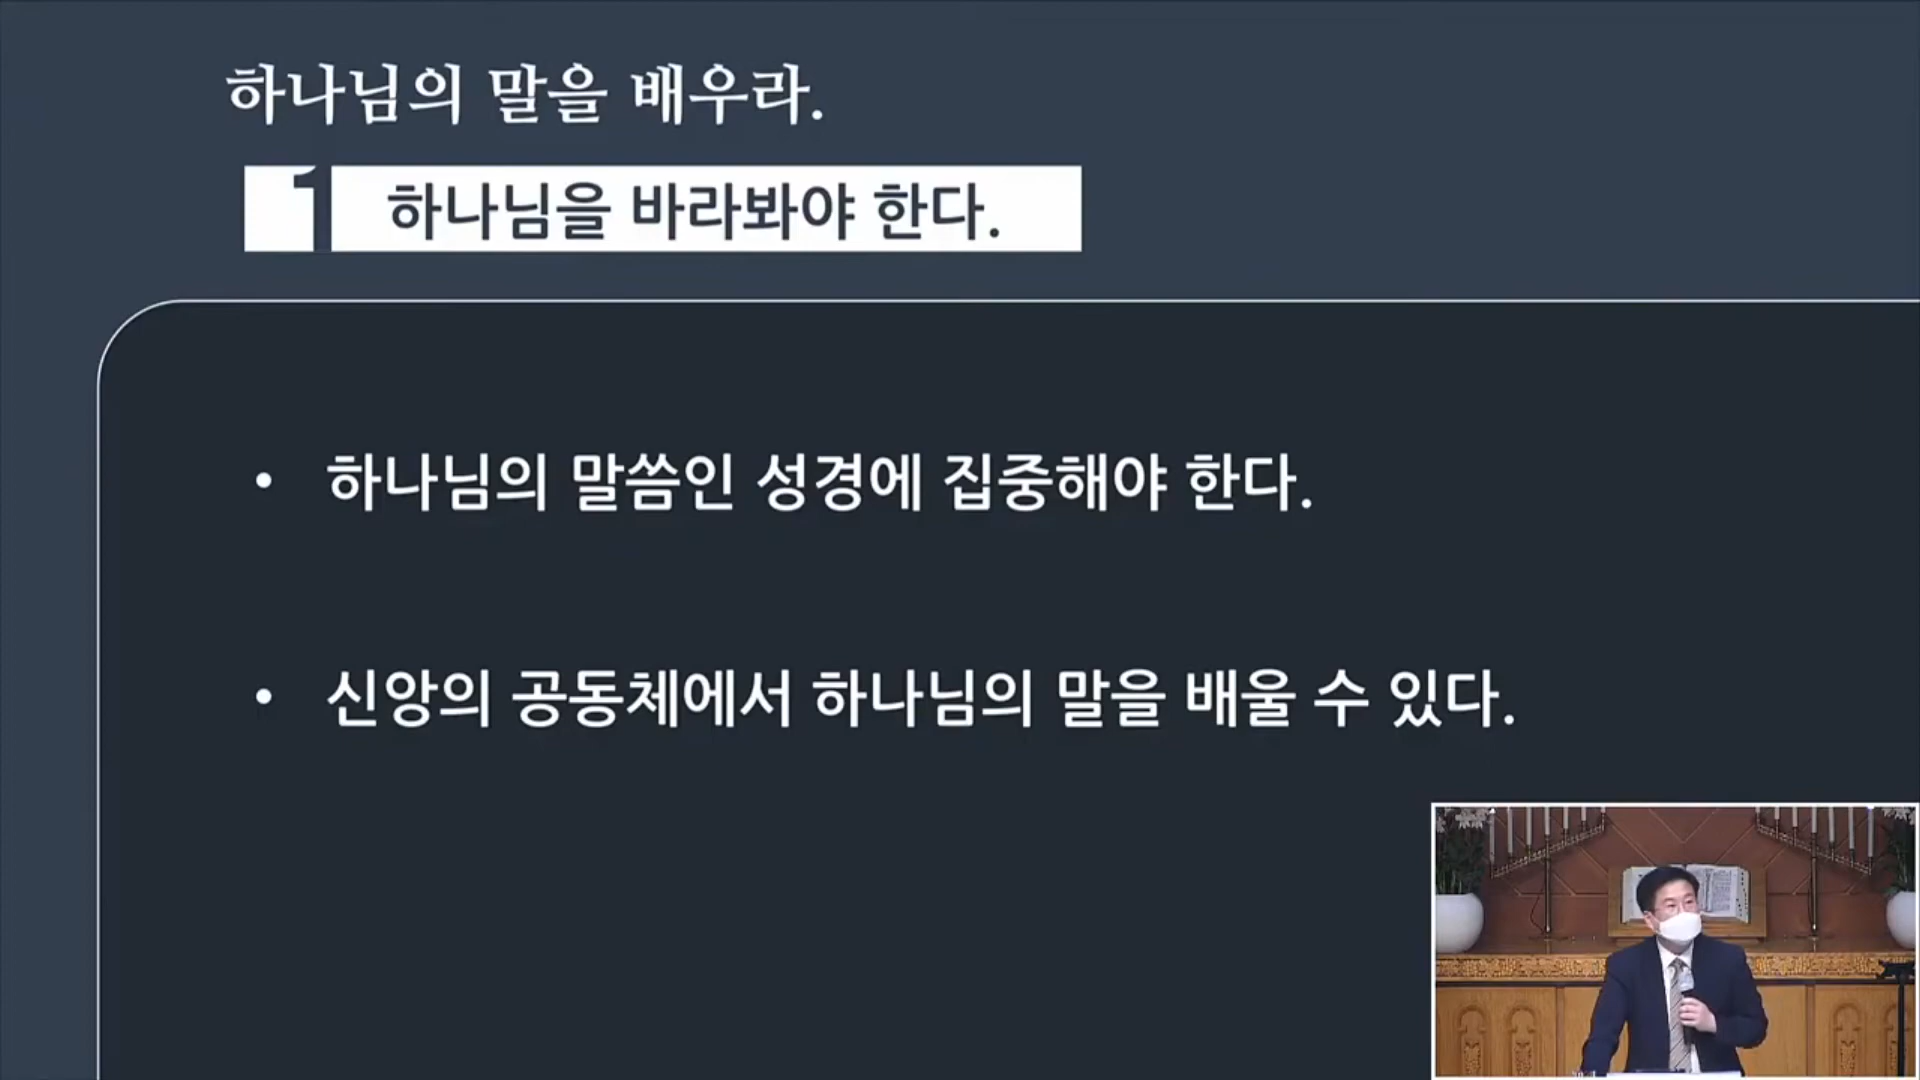 하나님의 말을 배우라.
1 하나님을 바라봐야 한다.
• 하나님의 말씀인 성경에 집중해야 한다.
• 신앙의 공동체에서 하나님의 말을 배울 수 있다.